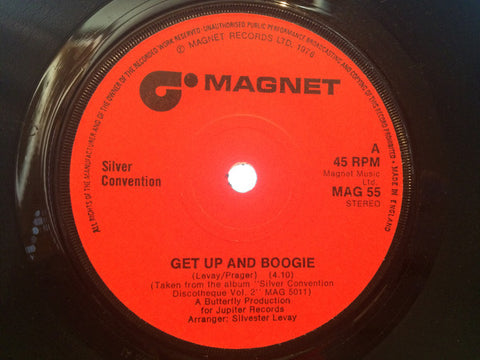 ALL RIGHTS OF THE MANUFACTURER AND OF THE OWNER OF THE RECORDED WORK RESERVED. UNAUTHORISED PUBLIC PERFORMANCE BROADCASTING AND COPYING OF THIS RECORD PROHIBITED · MADE IN ENGLAND
℗ MAGNET RECORDS LTD. 1976
MAGNET
Silver
Convention
A
45 RPM
Magnet Music
Ltd.
MAG 55
STEREO
GET UP AND BOOGIE
(Levay/Prager) (4.10)
(Taken from the album "Silver Convention
Discotheque Vol. 2" MAG 5011)
A Butterfly Production
for Jupiter Records
Arranger: Silvester Levay